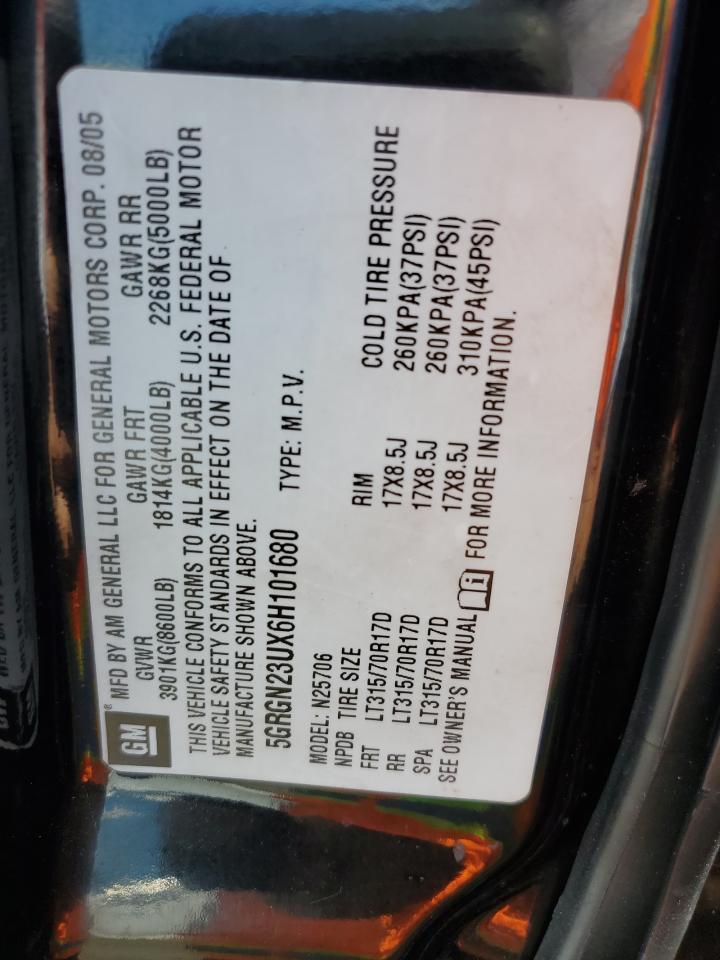 GM
® MFD BY AM GENERAL LLC FOR GENERAL MOTORS CORP. 08/05
GVWR GAWR FRT GAWR RR
3901KG(8600LB) 1814KG(4000LB) 2268KG(5000LB)
THIS VEHICLE CONFORMS TO ALL APPLICABLE U.S. FEDERAL MOTOR
VEHICLE SAFETY STANDARDS IN EFFECT ON THE DATE OF
MANUFACTURE SHOWN ABOVE.
5GRGN23UX6H101680 TYPE: M.P.V.
MODEL: N25706
NPDB TIRE SIZE RIM COLD TIRE PRESSURE
FRT LT315/70R17D 17X8.5J 260KPA(37PSI)
RR LT315/70R17D 17X8.5J 260KPA(37PSI)
SPA LT315/70R17D 17X8.5J 310KPA(45PSI)
SEE OWNER'S MANUAL i FOR MORE INFORMATION.